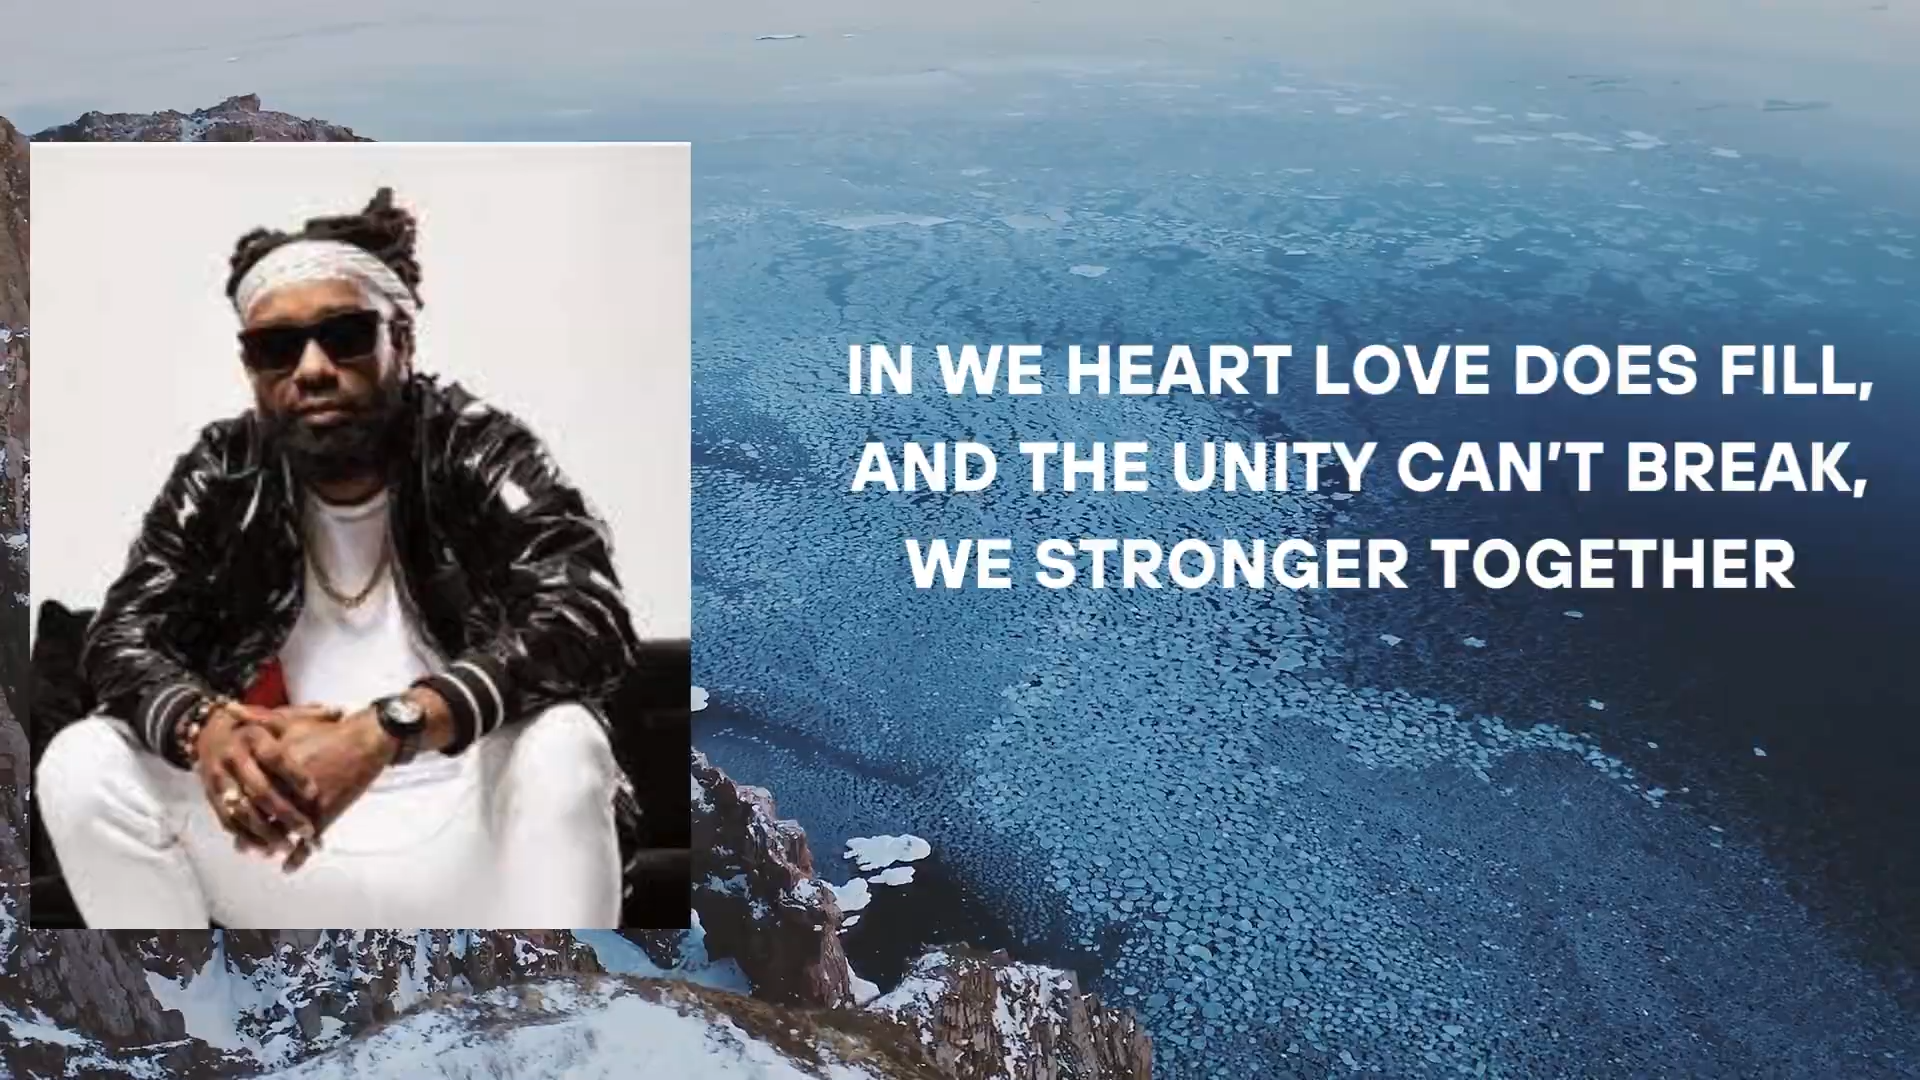 IN WE HEART LOVE DOES FILL,
AND THE UNITY CAN'T BREAK,
WE STRONGER TOGETHER